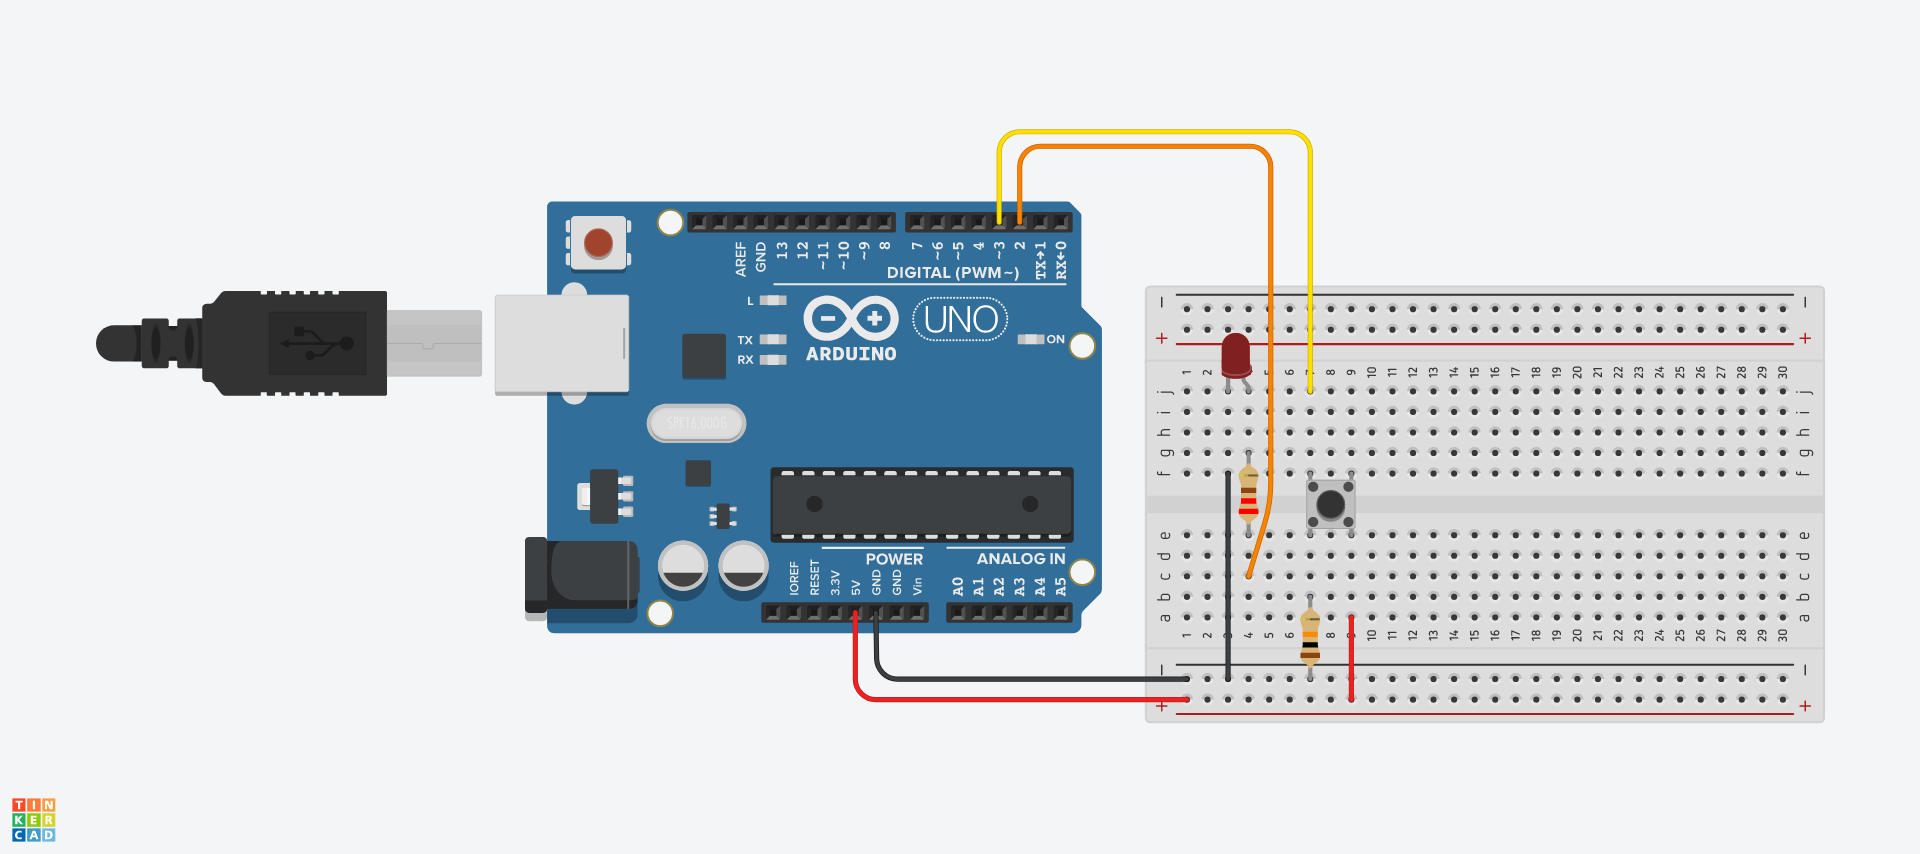 AREF
GND
13
12
~11
~10
~9
8
7
~6
~5
4
~3
2
TX→1
RX←0
DIGITAL (PWM~)
L
TX
RX
ON
UNO
ARDUINO
SPK16.000G
POWER
ANALOG IN
IOREF
RESET
3.3V
5V
GND
GND
Vin
A0
A1
A2
A3
A4
A5
− −
+ +
1 2 5 6 7 8 9 10 11 12 13 14 15 16 17 18 19 20 21 22 23 24 25 26 27 28 29 30
j j
i i
h h
g g
f f
e e
d d
c c
b b
a a
1 2 3 4 5 6 8 9 10 11 12 13 14 15 16 17 18 19 20 21 22 23 24 25 26 27 28 29 30
− −
+ +
TIN
KER
CAD